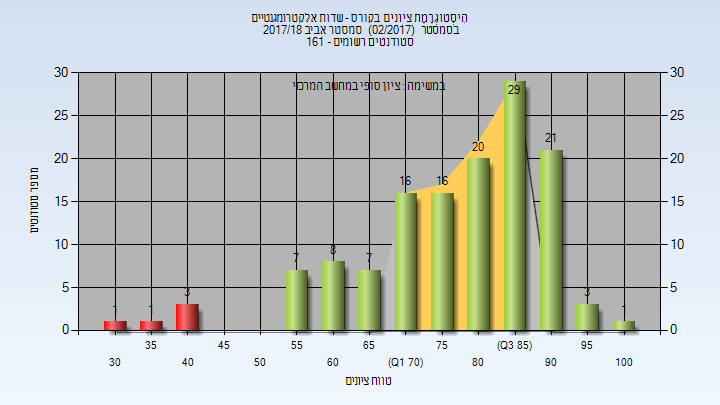 היסטוגרמת ציונים בקורס - שדות אלקטרומגנטיים
בסמסטר (02/2017) סמסטר אביב 2017/18
סטודנטים רשומים - 161
במשימה : ציון סופי במחשב המרכזי
מספר סטודנטים
30 30
25 25
20 20
15 15
10 10
5 5
0 0
1 1 3 7 8 7 16 16 20 29 21 3 1
35 45 55 65 75 (Q3 85) 95
30 40 50 60 (Q1 70) 80 90 100
טווח ציונים